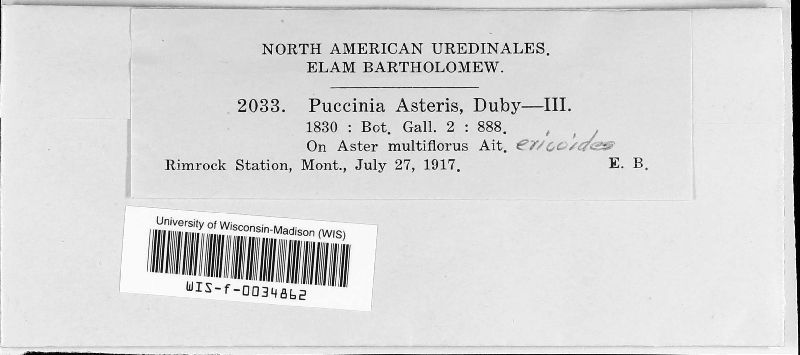 NORTH AMERICAN UREDINALES.
ELAM BARTHOLOMEW.
2033. Puccinia Asteris, Duby—III.
1830 : Bot. Gall. 2 : 888.
On Aster multiflorus Ait. ericoides
Rimrock Station, Mont., July 27, 1917. E. B.
University of Wisconsin-Madison (WIS)
WIS-f-0034862